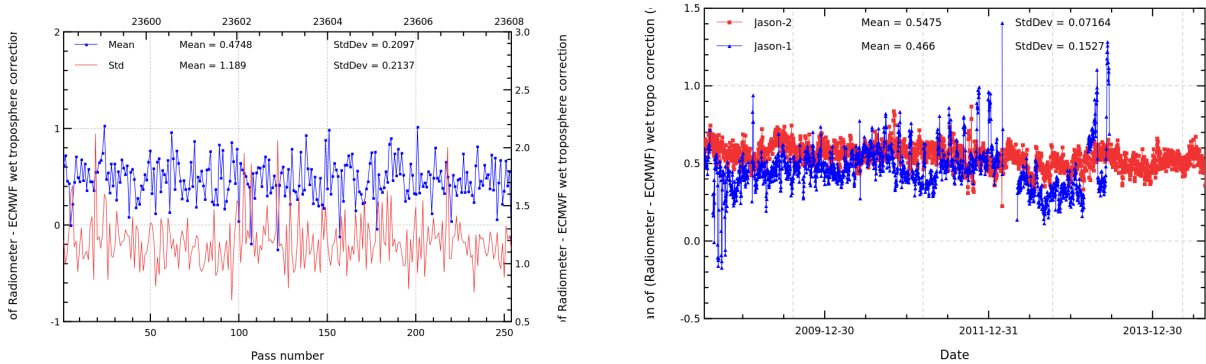 23600 23602 23604 23606 23608
2 3.0
Mean Mean = 0.4748 StdDev = 0.2097
Std Mean = 1.189 StdDev = 0.2137
2.5
1 2.0
1.5
0
1.0
-1 0.5
50 100 150 200 250
Pass number
of Radiometer - ECMWF wet troposphere correction
of Radiometer - ECMWF wet troposphere correction
1.5
Jason-2 Mean = 0.5475 StdDev = 0.07164
Jason-1 Mean = 0.466 StdDev = 0.1527
1.0
0.5
0.0
-0.5
2009-12-30 2011-12-31 2013-12-30
Date
of (Radiometer - ECMWF) wet tropo correction (